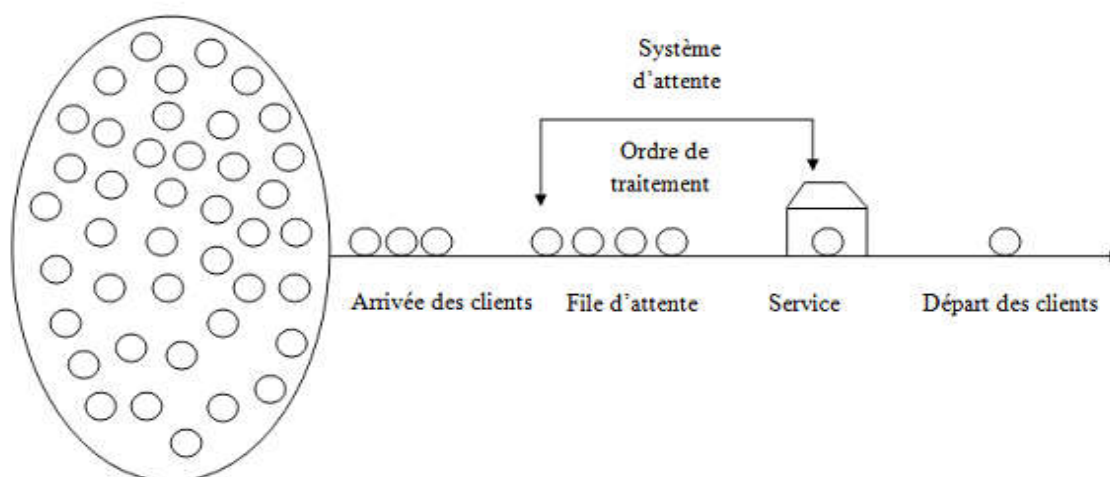 Système
d'attente
Ordre de
traitement
Arrivée des clients
File d'attente
Service
Départ des clients